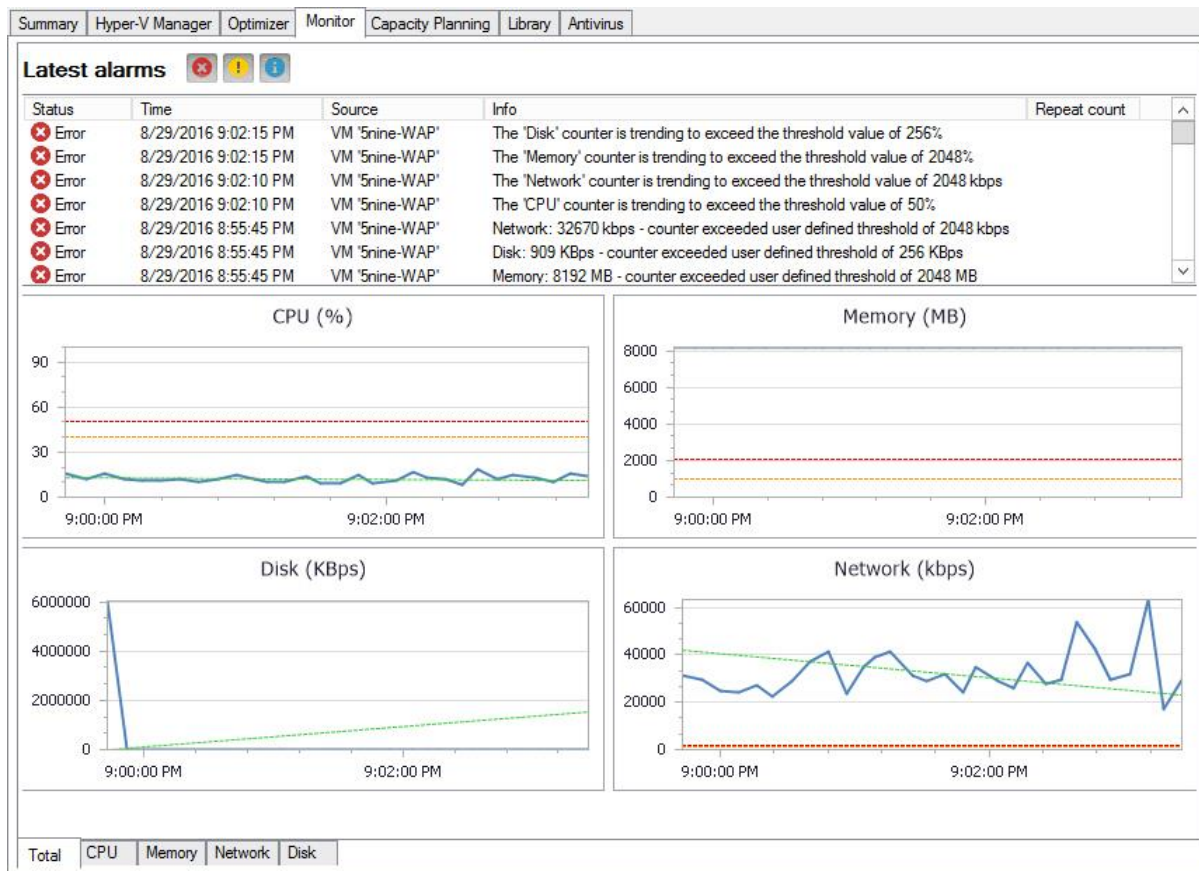 Summary Hyper-V Manager Optimizer Monitor Capacity Planning Library Antivirus
Latest alarms
Status Time Source Info Repeat count
Error 8/29/2016 9:02:15 PM VM '5nine-WAP' The 'Disk' counter is trending to exceed the threshold value of 256%
Error 8/29/2016 9:02:15 PM VM '5nine-WAP' The 'Memory' counter is trending to exceed the threshold value of 2048%
Error 8/29/2016 9:02:10 PM VM '5nine-WAP' The 'Network' counter is trending to exceed the threshold value of 2048 kbps
Error 8/29/2016 9:02:10 PM VM '5nine-WAP' The 'CPU' counter is trending to exceed the threshold value of 50%
Error 8/29/2016 8:55:45 PM VM '5nine-WAP' Network: 32670 kbps - counter exceeded user defined threshold of 2048 kbps
Error 8/29/2016 8:55:45 PM VM '5nine-WAP' Disk: 909 KBps - counter exceeded user defined threshold of 256 KBps
Error 8/29/2016 8:55:45 PM VM '5nine-WAP' Memory: 8192 MB - counter exceeded user defined threshold of 2048 MB
CPU (%)
90
60
30
0
9:00:00 PM 9:02:00 PM
Memory (MB)
8000
6000
4000
2000
0
9:00:00 PM 9:02:00 PM
Disk (KBps)
6000000
4000000
2000000
0
9:00:00 PM 9:02:00 PM
Network (kbps)
60000
40000
20000
0
9:00:00 PM 9:02:00 PM
Total CPU Memory Network Disk